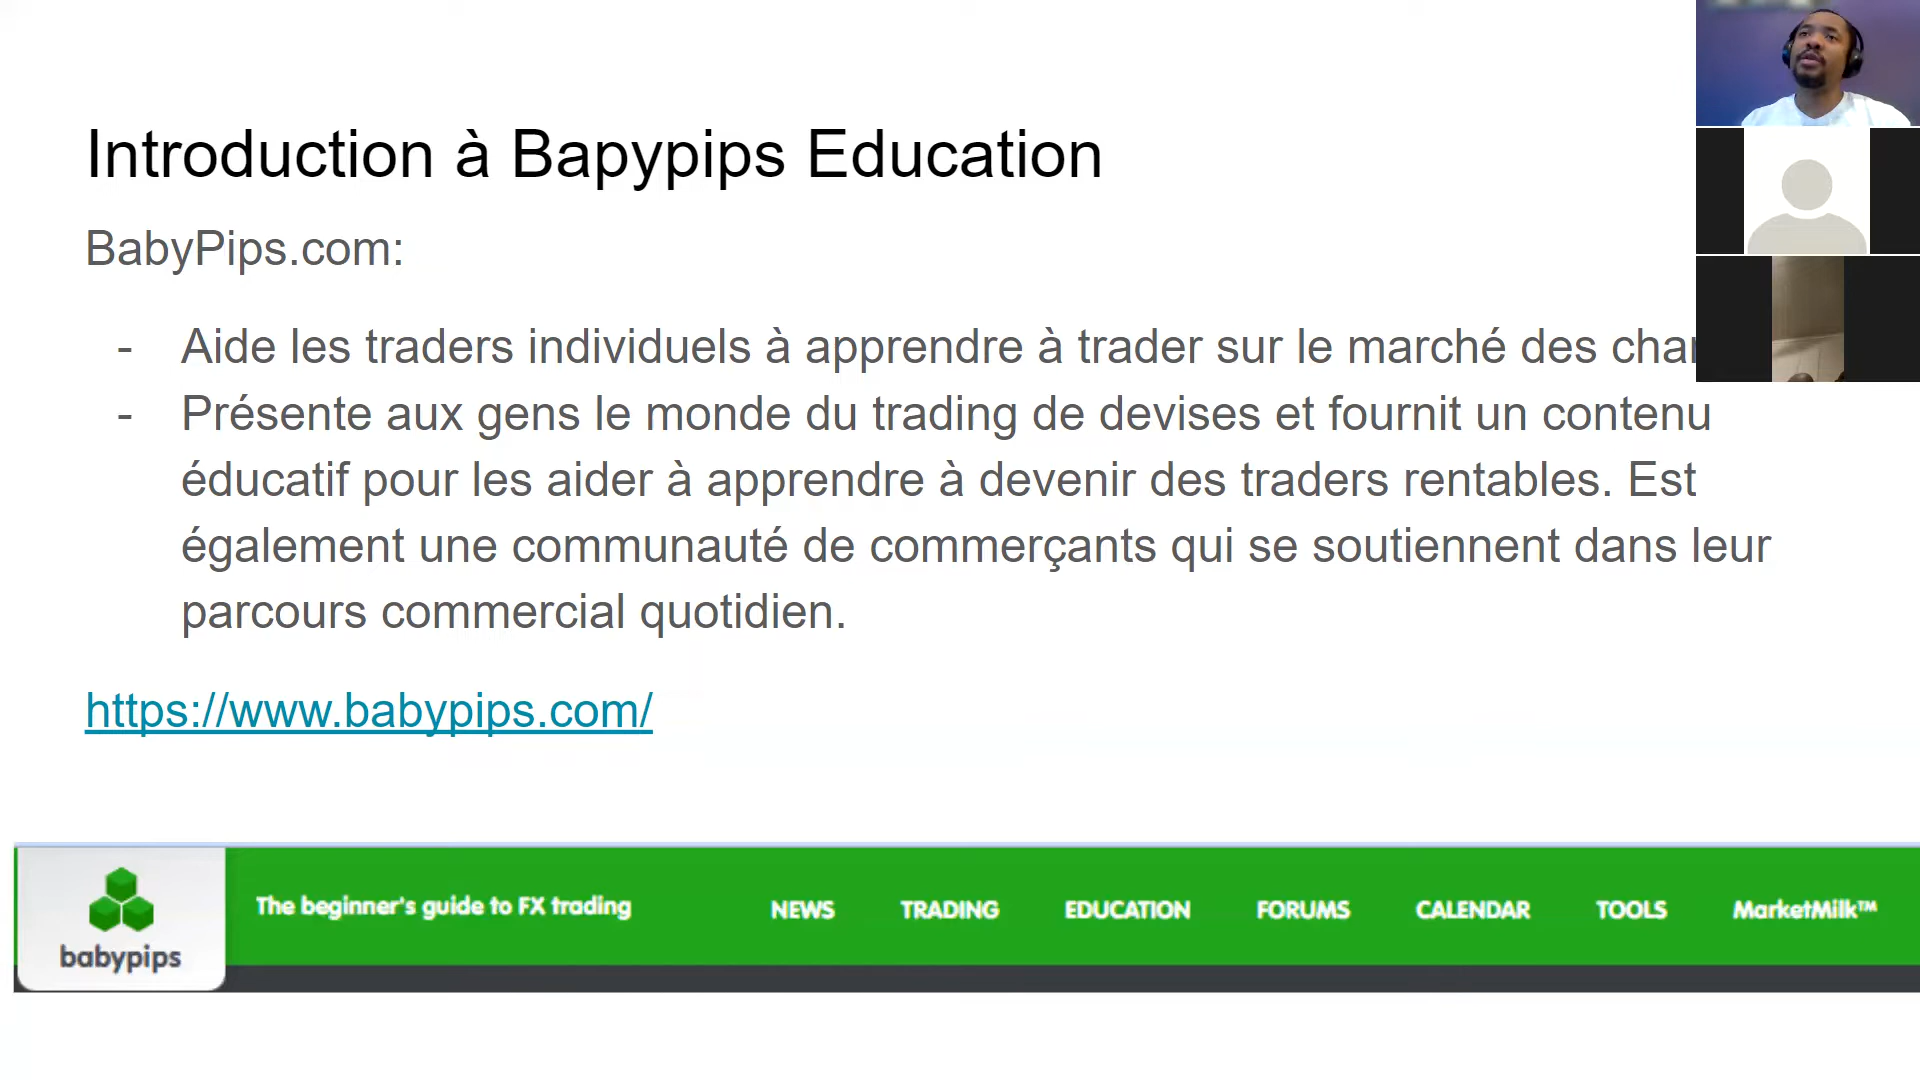 Introduction à Bapypips Education
BabyPips.com:
- Aide les traders individuels à apprendre à trader sur le marché des
- Présente aux gens le monde du trading de devises et fournit un contenu
éducatif pour les aider à apprendre à devenir des traders rentables. Est
également une communauté de commerçants qui se soutiennent dans leur
parcours commercial quotidien.
https://www.babypips.com/
babypips
The beginner's guide to FX trading NEWS TRADING EDUCATION FORUMS CALENDAR TOOLS MarketMilk™